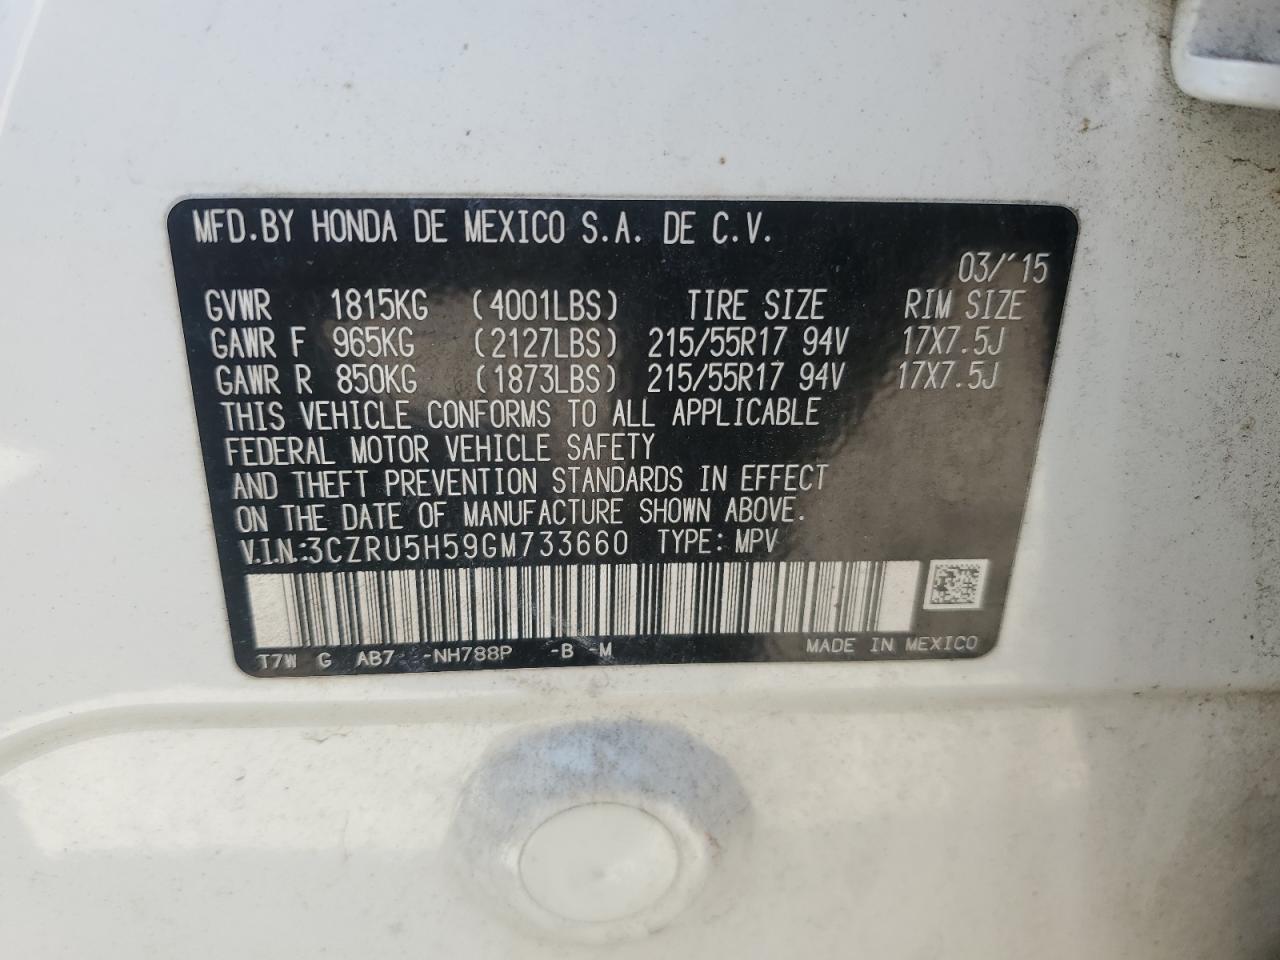 MFD.BY HONDA DE MEXICO S.A. DE C.V.
03/'15
GVWR 1815KG (4001LBS) TIRE SIZE RIM SIZE
GAWR F 965KG (2127LBS) 215/55R17 94V 17X7.5J
GAWR R 850KG (1873LBS) 215/55R17 94V 17X7.5J
THIS VEHICLE CONFORMS TO ALL APPLICABLE
FEDERAL MOTOR VEHICLE SAFETY
AND THEFT PREVENTION STANDARDS IN EFFECT
ON THE DATE OF MANUFACTURE SHOWN ABOVE.
V.I.N.:3CZRU5H59GM733660 TYPE: MPV
T7W G AB7 -NH788P -B -M MADE IN MEXICO